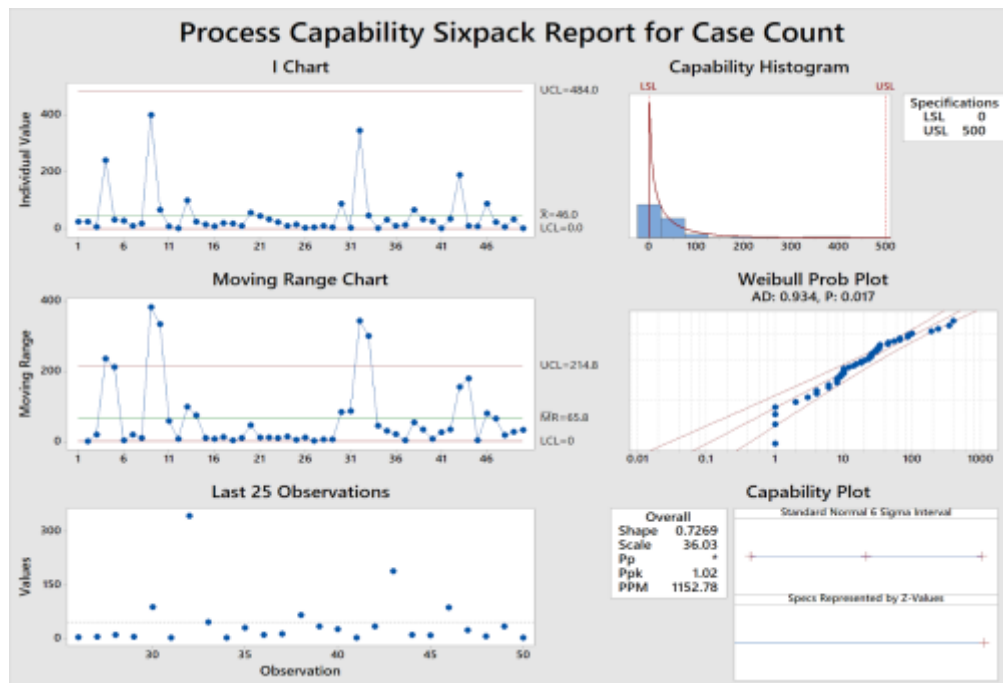 Process Capability Sixpack Report for Case Count
I Chart
Individual Value
400
200
0
UCL=484.0
X̄=46.0
LCL=0.0
1 6 11 16 21 26 31 36 41 46
Capability Histogram
LSL USL
0 100 200 300 400 500
Specifications
LSL 0
USL 500
Moving Range Chart
Moving Range
400
200
0
UCL=214.8
M̅R̅=65.8
LCL=0
1 6 11 16 21 26 31 36 41 46
Weibull Prob Plot
AD: 0.934, P: 0.017
0.01 0.1 1 10 100 1000
Last 25 Observations
Values
300
150
0
30 35 40 45 50
Observation
Capability Plot
Overall
Shape 0.7269
Scale 36.03
Pp *
Ppk 1.02
PPM 1152.78
Standard Normal 6 Sigma Interval
Specs Represented by Z-Values